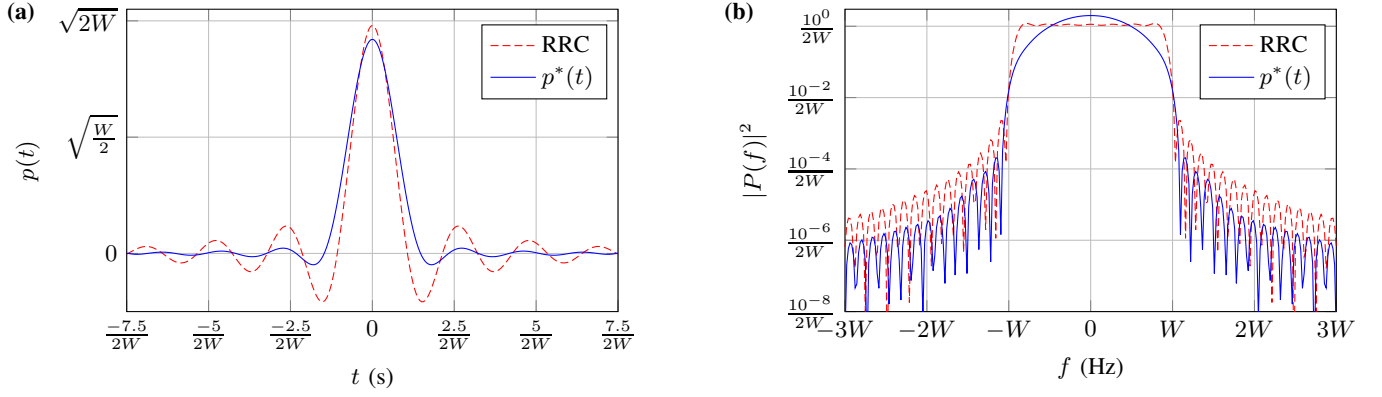 (a)
√2W
√W/2
0
p(t)
RRC
p*(t)
−7.5/2W −5/2W −2.5/2W 0 2.5/2W 5/2W 7.5/2W
t (s)
(b)
10⁰/2W
10⁻²/2W
10⁻⁴/2W
10⁻⁶/2W
10⁻⁸/2W
|P(f)|²
RRC
p*(t)
−3W −2W −W 0 W 2W 3W
f (Hz)